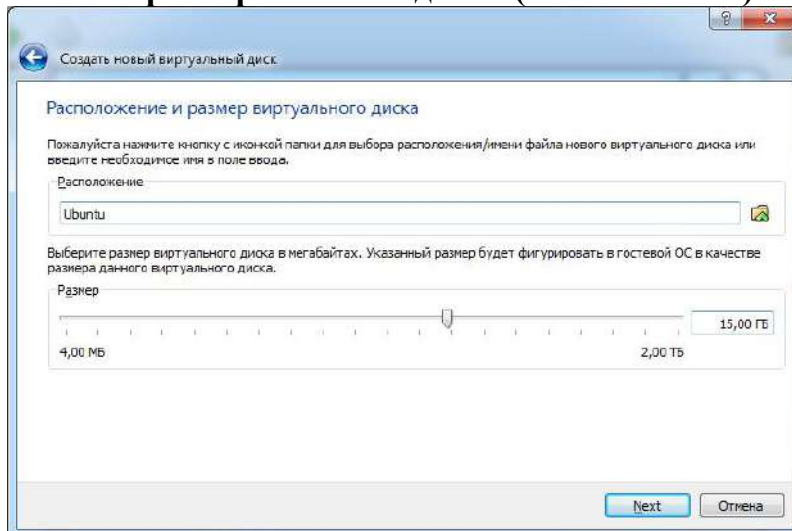 Создать новый виртуальный диск
Расположение и размер виртуального диска
Пожалуйста нажмите кнопку с иконкой папки для выбора расположения/имени файла нового виртуального диска или
введите необходимое имя в поле ввода.
Расположение
Ubuntu
Выберите размер виртуального диска в мегабайтах. Указанный размер будет фигурировать в гостевой ОС в качестве
размера данного виртуального диска.
Размер
15,00 ГБ
4,00 МБ 2,00 ТБ
Next Отмена